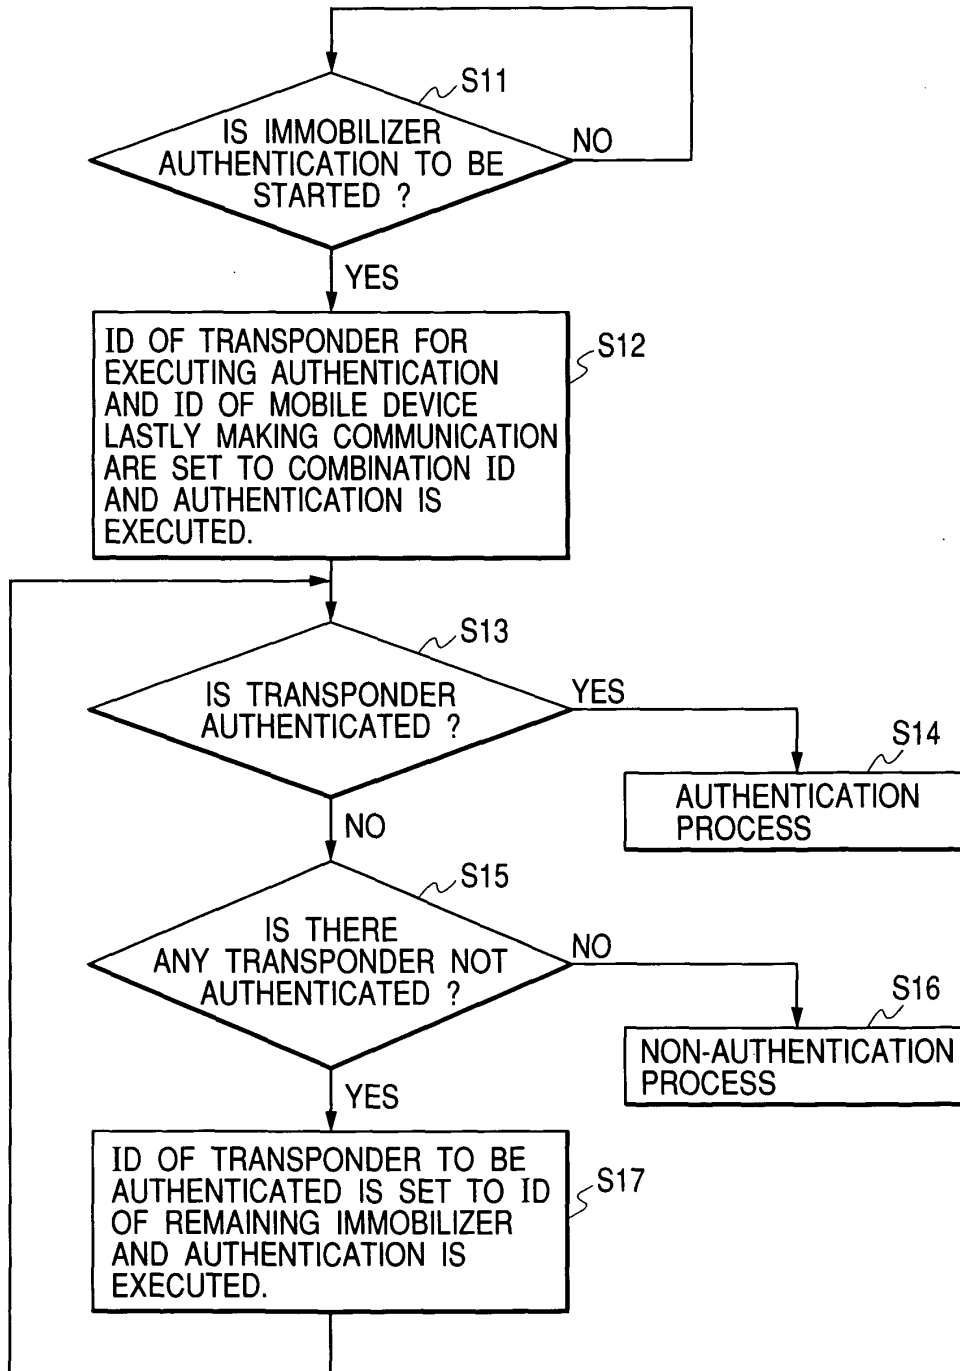 S11
IS IMMOBILIZER
AUTHENTICATION TO BE
STARTED ?
NO
YES
S12
ID OF TRANSPONDER FOR
EXECUTING AUTHENTICATION
AND ID OF MOBILE DEVICE
LASTLY MAKING COMMUNICATION
ARE SET TO COMBINATION ID
AND AUTHENTICATION IS
EXECUTED.
S13
IS TRANSPONDER
AUTHENTICATED ?
YES
S14
AUTHENTICATION
PROCESS
NO
S15
IS THERE
ANY TRANSPONDER NOT
AUTHENTICATED ?
NO
S16
NON-AUTHENTICATION
PROCESS
YES
S17
ID OF TRANSPONDER TO BE
AUTHENTICATED IS SET TO ID
OF REMAINING IMMOBILIZER
AND AUTHENTICATION IS
EXECUTED.